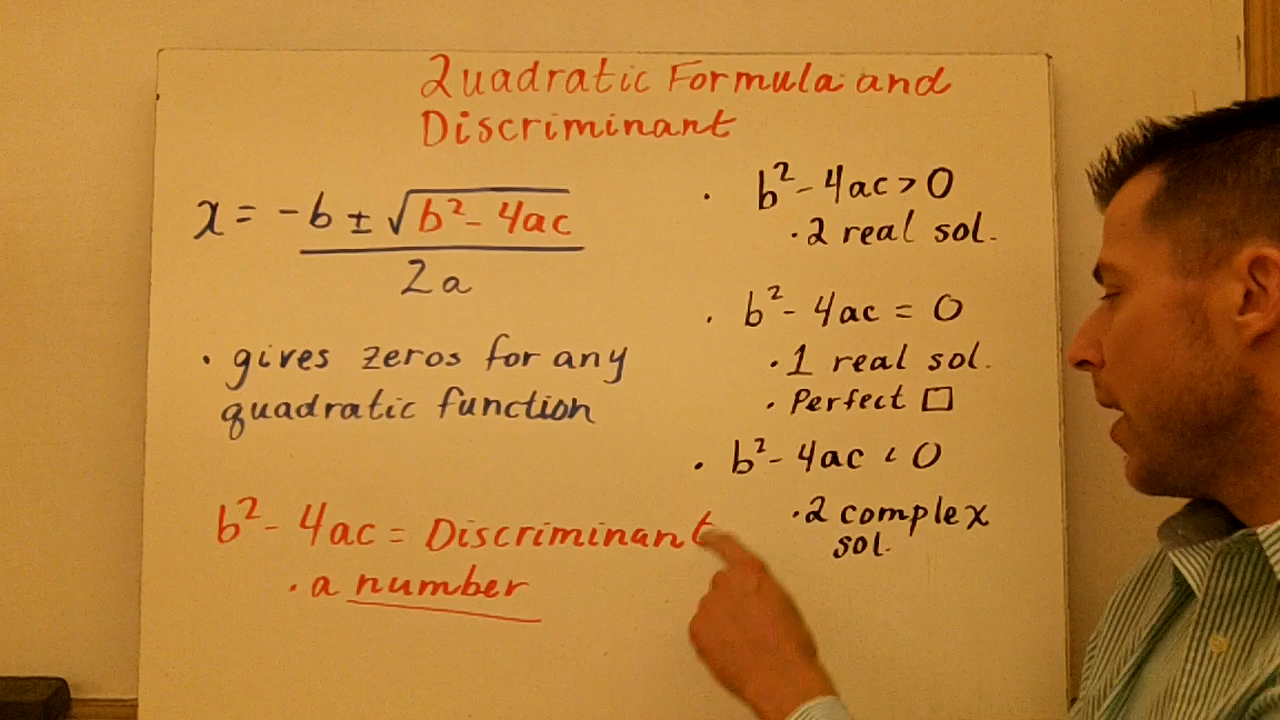 Quadratic Formula and
Discriminant
x = -b ± √b² - 4ac
2a
• gives zeros for any
quadratic function
b² - 4ac = Discriminant
• a number
• b² - 4ac > 0
• 2 real sol.
• b² - 4ac = 0
• 1 real sol.
• Perfect □
• b² - 4ac < 0
• 2 complex
sol.